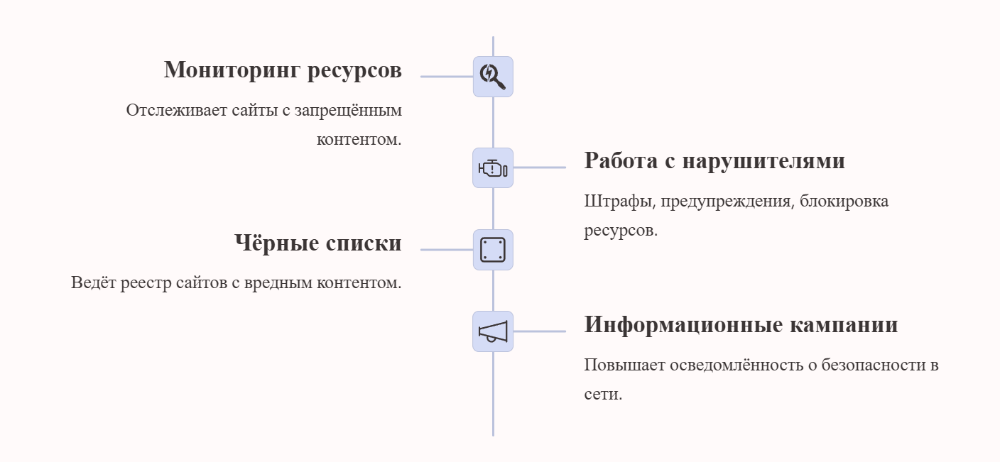 Мониторинг ресурсов
Отслеживает сайты с запрещённым
контентом.
Работа с нарушителями
Штрафы, предупреждения, блокировка
ресурсов.
Чёрные списки
Ведёт реестр сайтов с вредным контентом.
Информационные кампании
Повышает осведомлённость о безопасности в
сети.